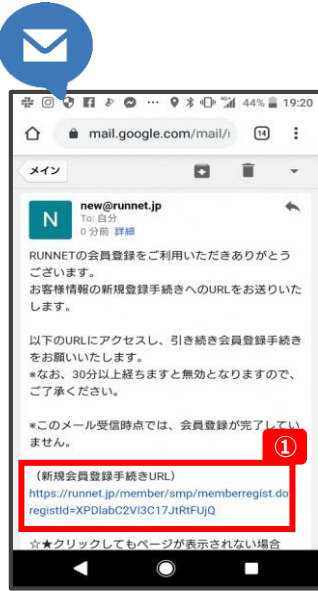 44% 19:20
mail.google.com/mail/
14
メイン
N
new@runnet.jp
To: 自分
0 分前 詳細
RUNNETの会員登録をご利用いただきありがとう
ございます。
お客様情報の新規登録手続きへのURLをお送りいた
します。
以下のURLにアクセスし、引き続き会員登録手続き
をお願いいたします。
*なお、30分以上経ちますと無効となりますので、
ご了承ください。
*このメール受信時点では、会員登録が完了してい
ません。
①
（新規会員登録手続きURL）
https://runnet.jp/member/smp/memberregist.do
registId=XPDlabC2VI3C17JtRtFUjQ
☆★クリックしてもページが表示されない場合